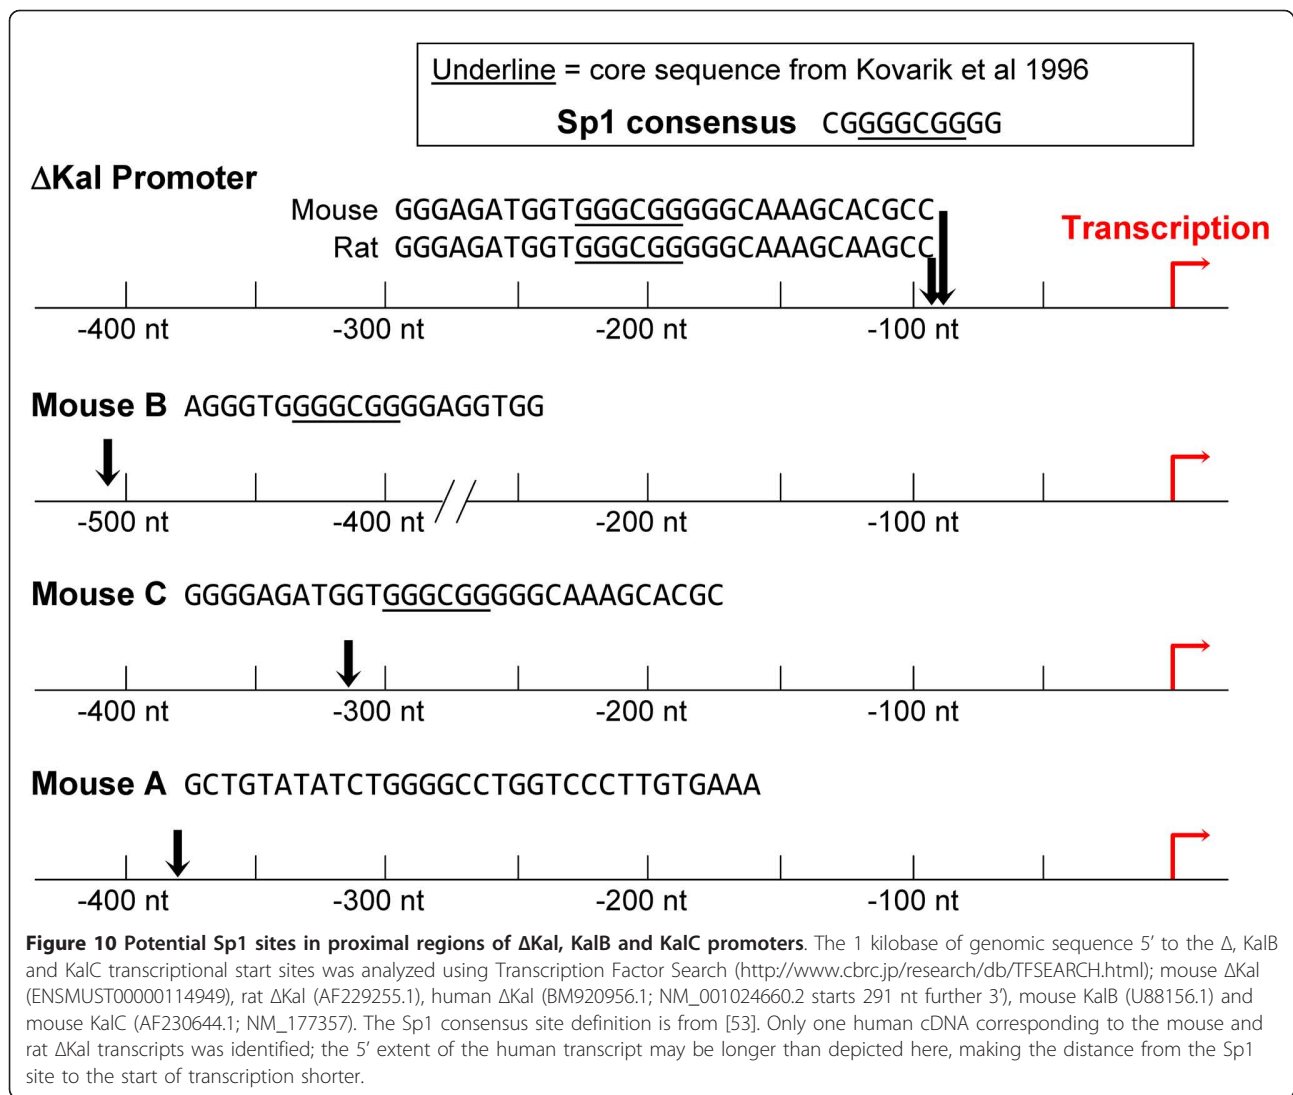 Underline = core sequence from Kovarik et al 1996
Sp1 consensus CGGGGCGGGG
ΔKal Promoter
Mouse GGGAGATGGTGGGCGGGGGCAAAGCACGCC
Rat GGGAGATGGTGGGCGGGGGCAAAGCAAGCC
Transcription
-400 nt -300 nt -200 nt -100 nt
Mouse B AGGGTGGGGCGGGGAGGTGG
-500 nt -400 nt -200 nt -100 nt
Mouse C GGGGAGATGGTGGGCGGGGGCAAAGCACGC
-400 nt -300 nt -200 nt -100 nt
Mouse A GCTGTATATCTGGGGCCTGGTCCCTTGTGAAA
-400 nt -300 nt -200 nt -100 nt
Figure 10 Potential Sp1 sites in proximal regions of ΔKal, KalB and KalC promoters. The 1 kilobase of genomic sequence 5' to the Δ, KalB
and KalC transcriptional start sites was analyzed using Transcription Factor Search (http://www.cbrc.jp/research/db/TFSEARCH.html); mouse ΔKal
(ENSMUST00000114949), rat ΔKal (AF229255.1), human ΔKal (BM920956.1; NM_001024660.2 starts 291 nt further 3'), mouse KalB (U88156.1) and
mouse KalC (AF230644.1; NM_177357). The Sp1 consensus site definition is from [53]. Only one human cDNA corresponding to the mouse and
rat ΔKal transcripts was identified; the 5' extent of the human transcript may be longer than depicted here, making the distance from the Sp1
site to the start of transcription shorter.